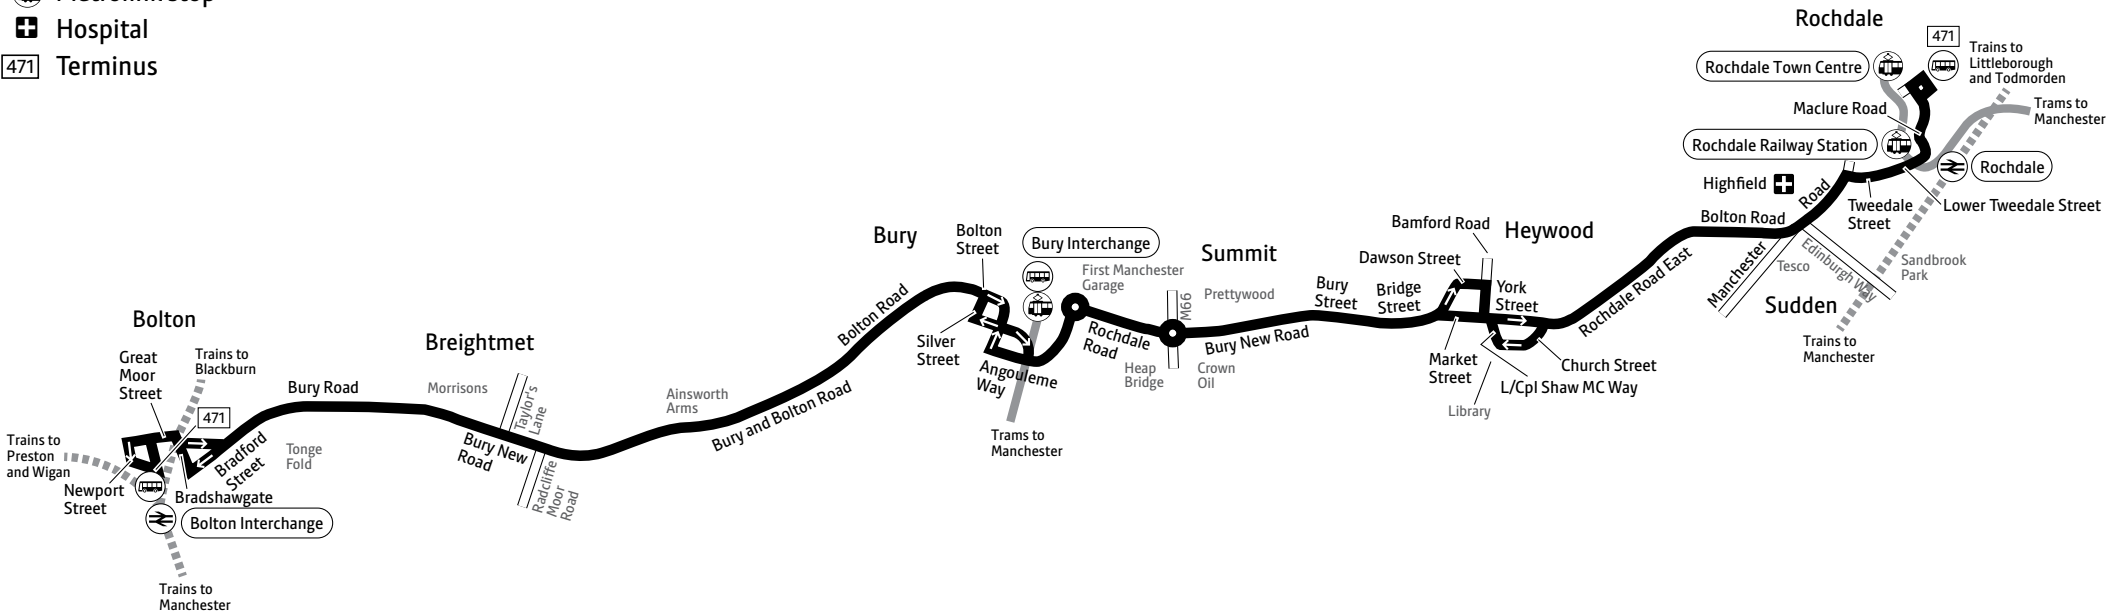 Hospital
471 Terminus
Rochdale
471
Trains to
Littleborough
and Todmorden
Rochdale Town Centre
Maclure Road
Trams to
Manchester
Rochdale Railway Station
Rochdale
Highfield
Road
Tweedale
Street
Lower Tweedale Street
Bolton Road
Manchester
Tesco
Edinburgh Way
Sandbrook
Park
Sudden
Trains to
Manchester
Bamford Road
Heywood
Dawson Street
York
Street
Rochdale Road East
Bridge
Street
Bury
Street
Market
Street
Church Street
L/Cpl Shaw MC Way
Library
Summit
Prettywood
M66
Bury New Road
Crown
Oil
Heap
Bridge
Rochdale
Road
First Manchester
Garage
Bury Interchange
Bury
Bolton
Street
Silver
Street
Angouleme
Way
Trams to
Manchester
Bolton Road
Bury and Bolton Road
Ainsworth
Arms
Breightmet
Morrisons
Taylor's
Lane
Bury New
Road
Radcliffe
Moor
Road
Bolton
Great
Moor
Street
Trains to
Blackburn
471
Bury Road
Tonge
Fold
Bradford
Street
Trains to
Preston
and Wigan
Newport
Street
Bradshawgate
Bolton Interchange
Trains to
Manchester